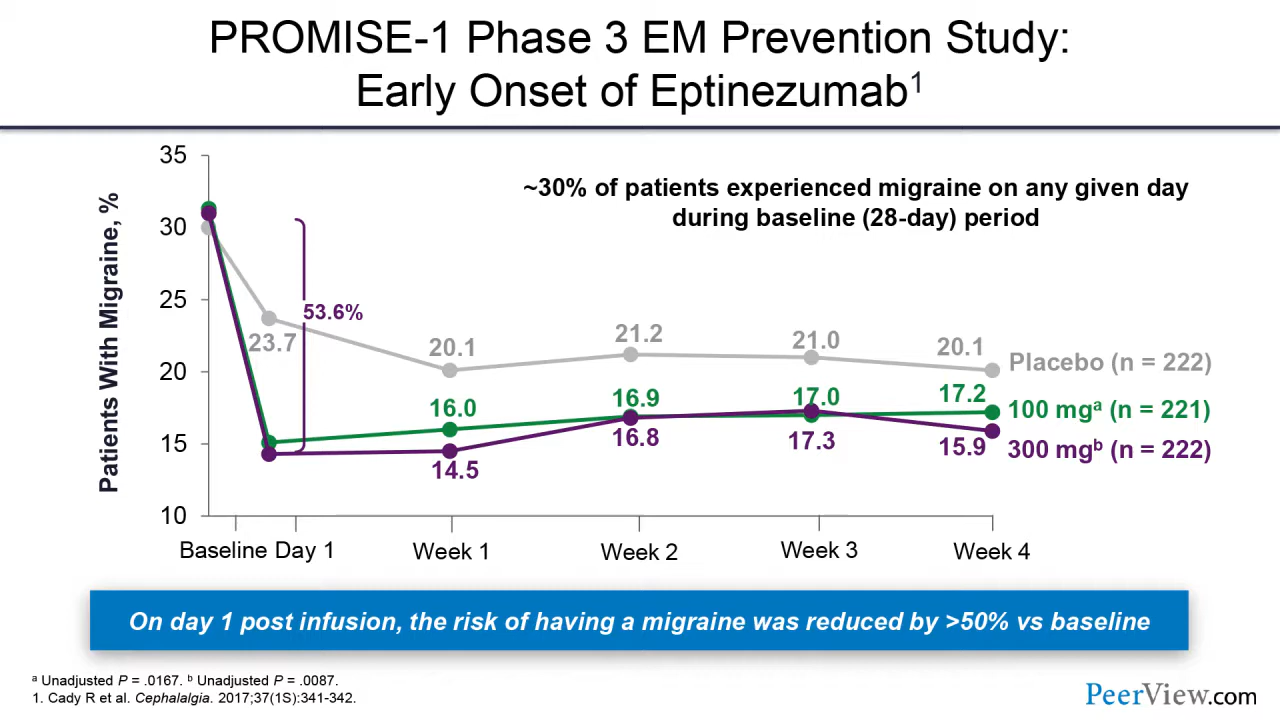 PROMISE-1 Phase 3 EM Prevention Study:
Early Onset of Eptinezumab¹
~30% of patients experienced migraine on any given day
during baseline (28-day) period
Patients With Migraine, %
35
30
25
20
15
10
53.6%
23.7
20.1
21.2
21.0
20.1
Placebo (n = 222)
16.0
16.9
17.0
17.2
100 mgᵃ (n = 221)
14.5
16.8
17.3
15.9
300 mgᵇ (n = 222)
Baseline Day 1
Week 1
Week 2
Week 3
Week 4
On day 1 post infusion, the risk of having a migraine was reduced by >50% vs baseline
ᵃ Unadjusted P = .0167. ᵇ Unadjusted P = .0087.
1. Cady R et al. Cephalalgia. 2017;37(1S):341-342.
PeerView.com